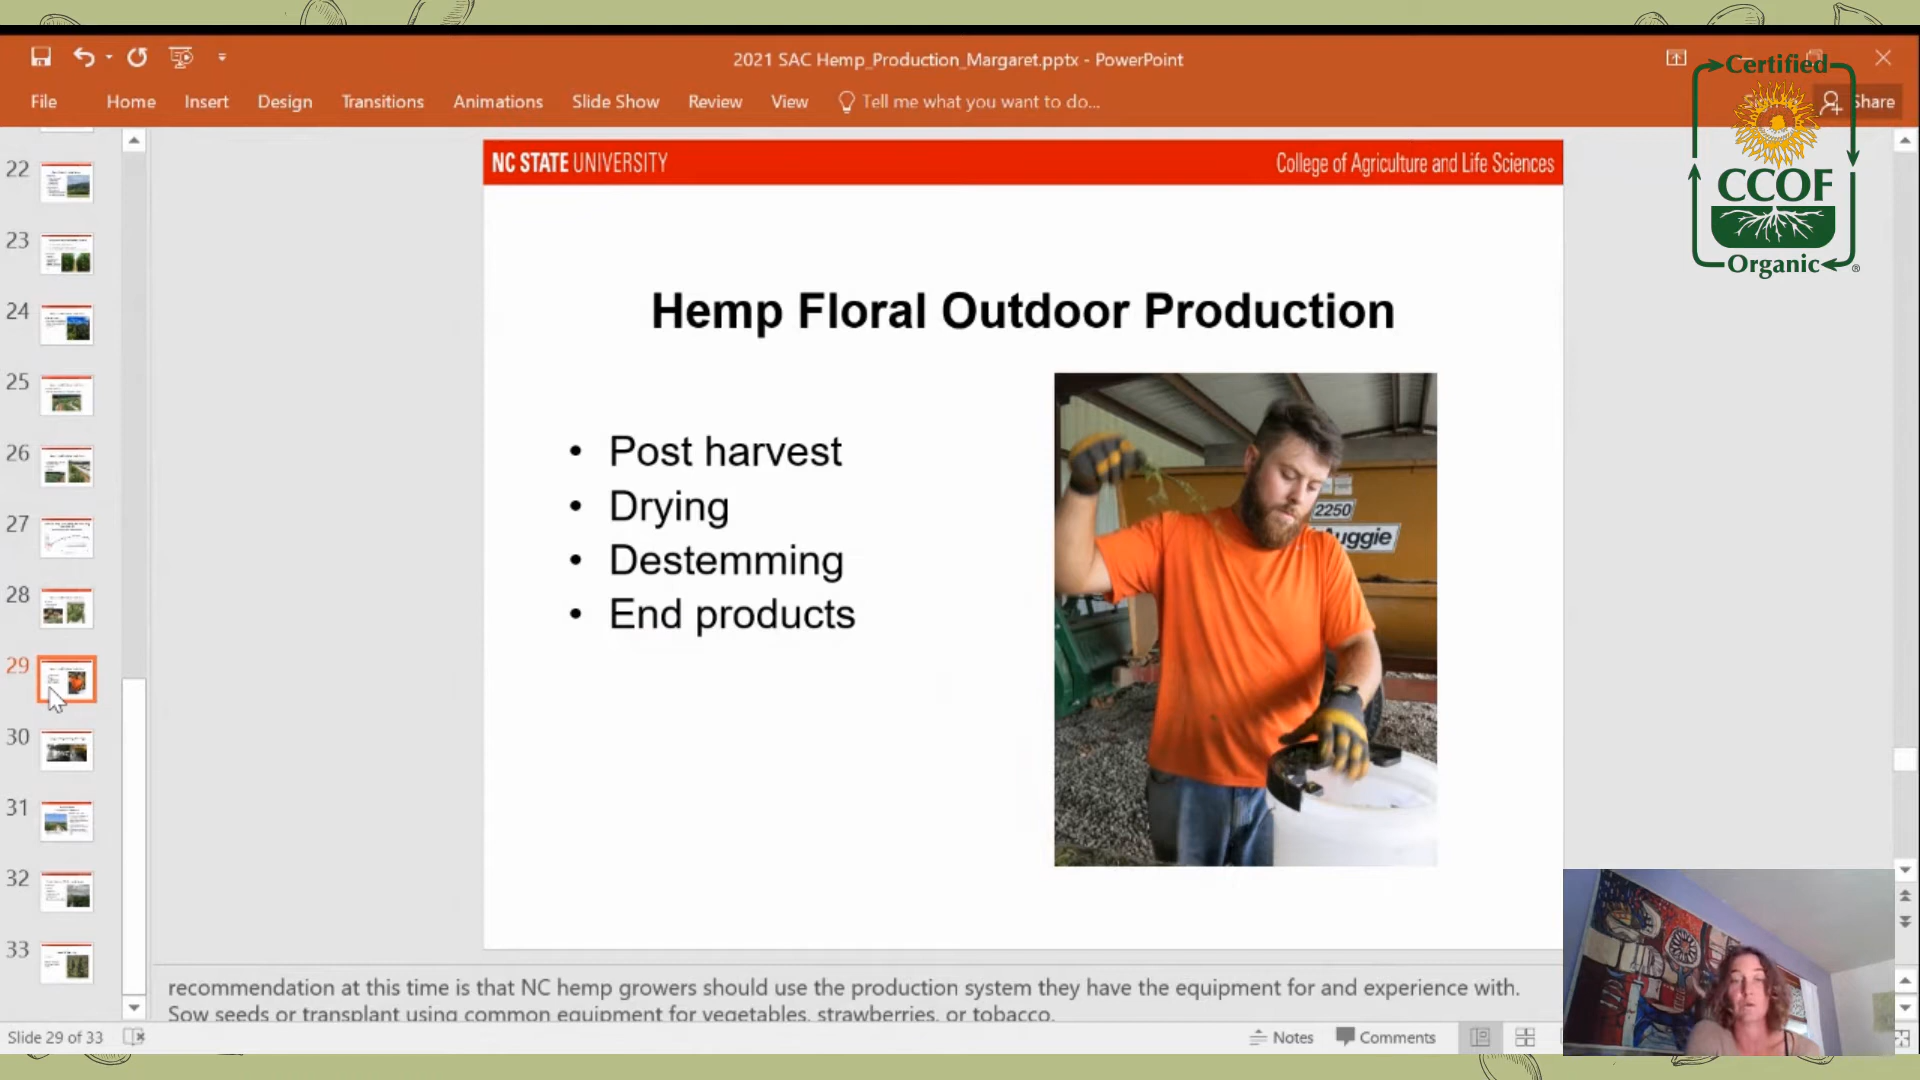 2021 SAC Hemp_Production_Margaret.pptx - PowerPoint
File Home Insert Design Transitions Animations Slide Show Review View Tell me what you want to do... Share
Certified
CCOF
Organic
®
22
23
24
25
26
27
28
29
30
31
32
33
NC STATE UNIVERSITY College of Agriculture and Life Sciences
Hemp Floral Outdoor Production
• Post harvest
• Drying
• Destemming
• End products
2250
Auggie
recommendation at this time is that NC hemp growers should use the production system they have the equipment for and experience with.
Sow seeds or transplant using common equipment for vegetables, strawberries, or tobacco.
Slide 29 of 33 Notes Comments